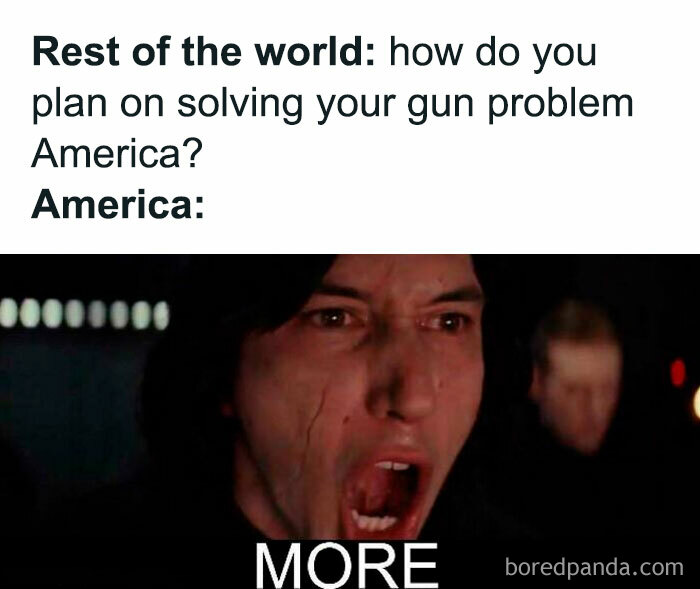 Rest of the world: how do you
plan on solving your gun problem
America?
America:
MORE
boredpanda.com